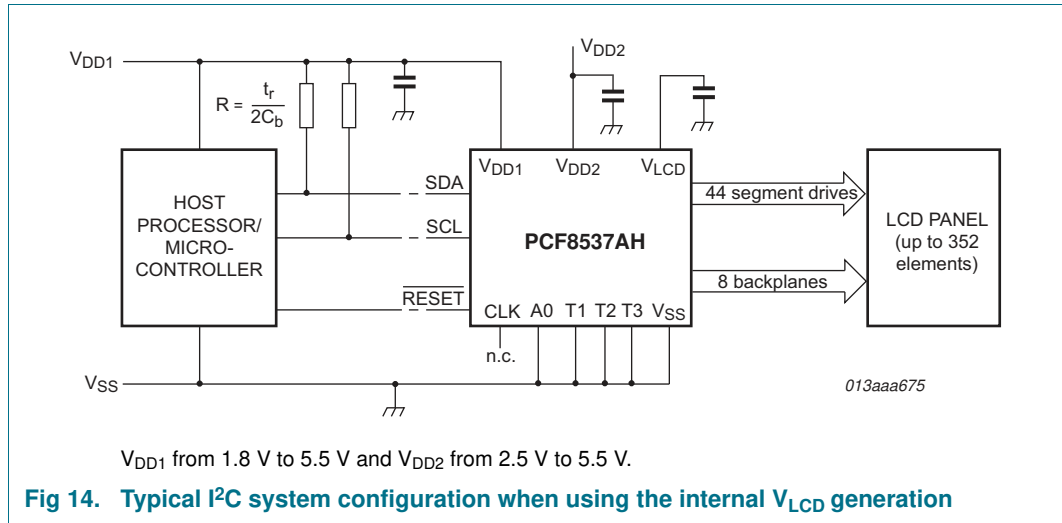 VDD1
VDD2
R = tr
2Cb
HOST
PROCESSOR/
MICRO-
CONTROLLER
SDA
SCL
RESET
VDD1 VDD2 VLCD
PCF8537AH
CLK A0 T1 T2 T3 VSS
n.c.
44 segment drives
8 backplanes
LCD PANEL
(up to 352
elements)
VSS
013aaa675
VDD1 from 1.8 V to 5.5 V and VDD2 from 2.5 V to 5.5 V.
Fig 14. Typical I2C system configuration when using the internal VLCD generation